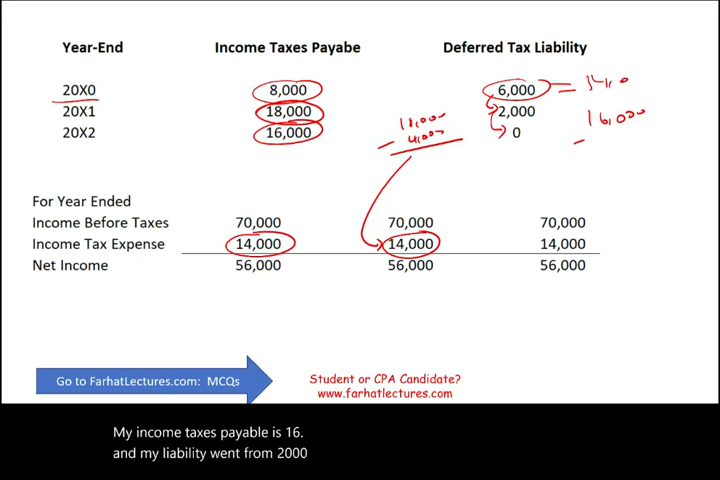 Year-End Income Taxes Payabe Deferred Tax Liability
20X0 8,000 6,000
20X1 18,000 2,000
20X2 16,000 0
18,000
4,000
16,000
For Year Ended
Income Before Taxes 70,000 70,000 70,000
Income Tax Expense 14,000 14,000 14,000
Net Income 56,000 56,000 56,000
Go to FarhatLectures.com: MCQs
Student or CPA Candidate?
www.farhatlectures.com
My income taxes payable is 16.
and my liability went from 2000